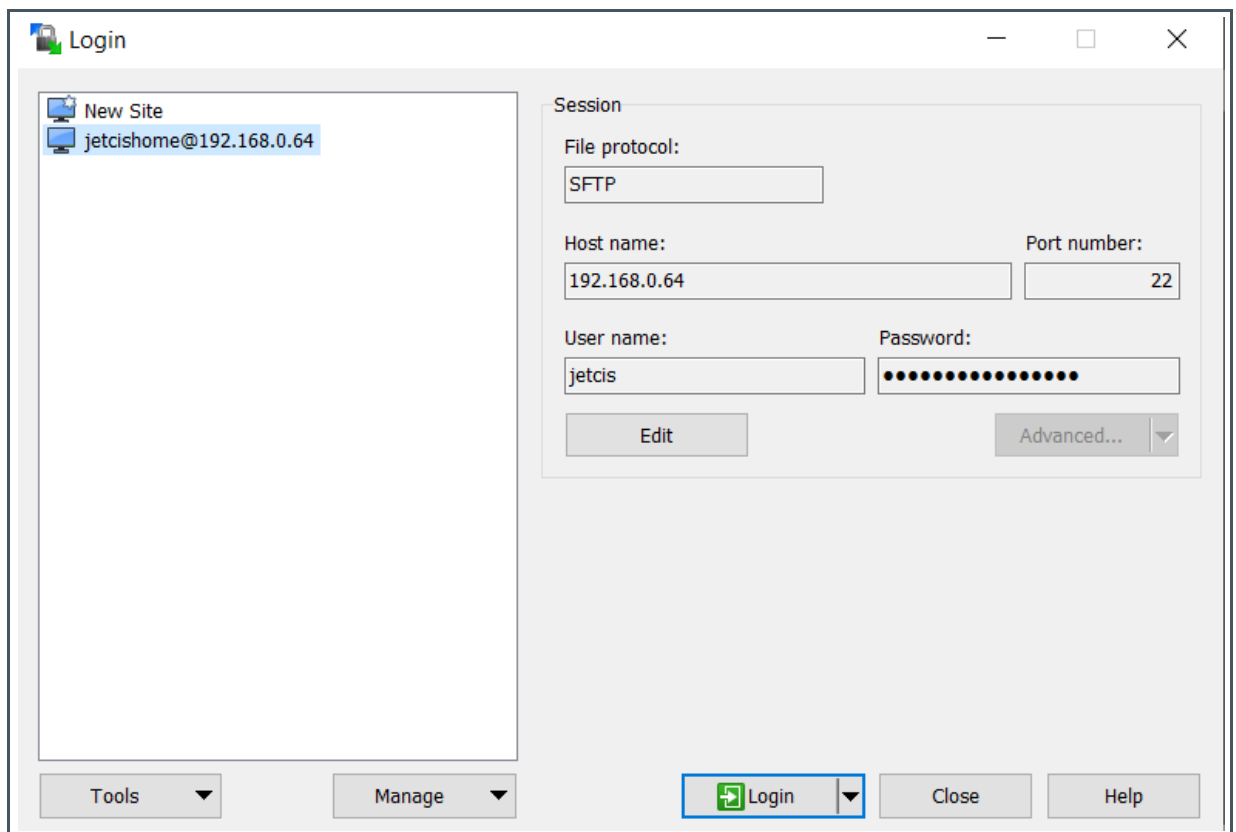 Login
New Site
jetcishome@192.168.0.64
Session
File protocol:
SFTP
Host name: Port number:
192.168.0.64 22
User name: Password:
jetcis ●●●●●●●●●●●●●●●●
Edit Advanced...
Tools Manage Login Close Help